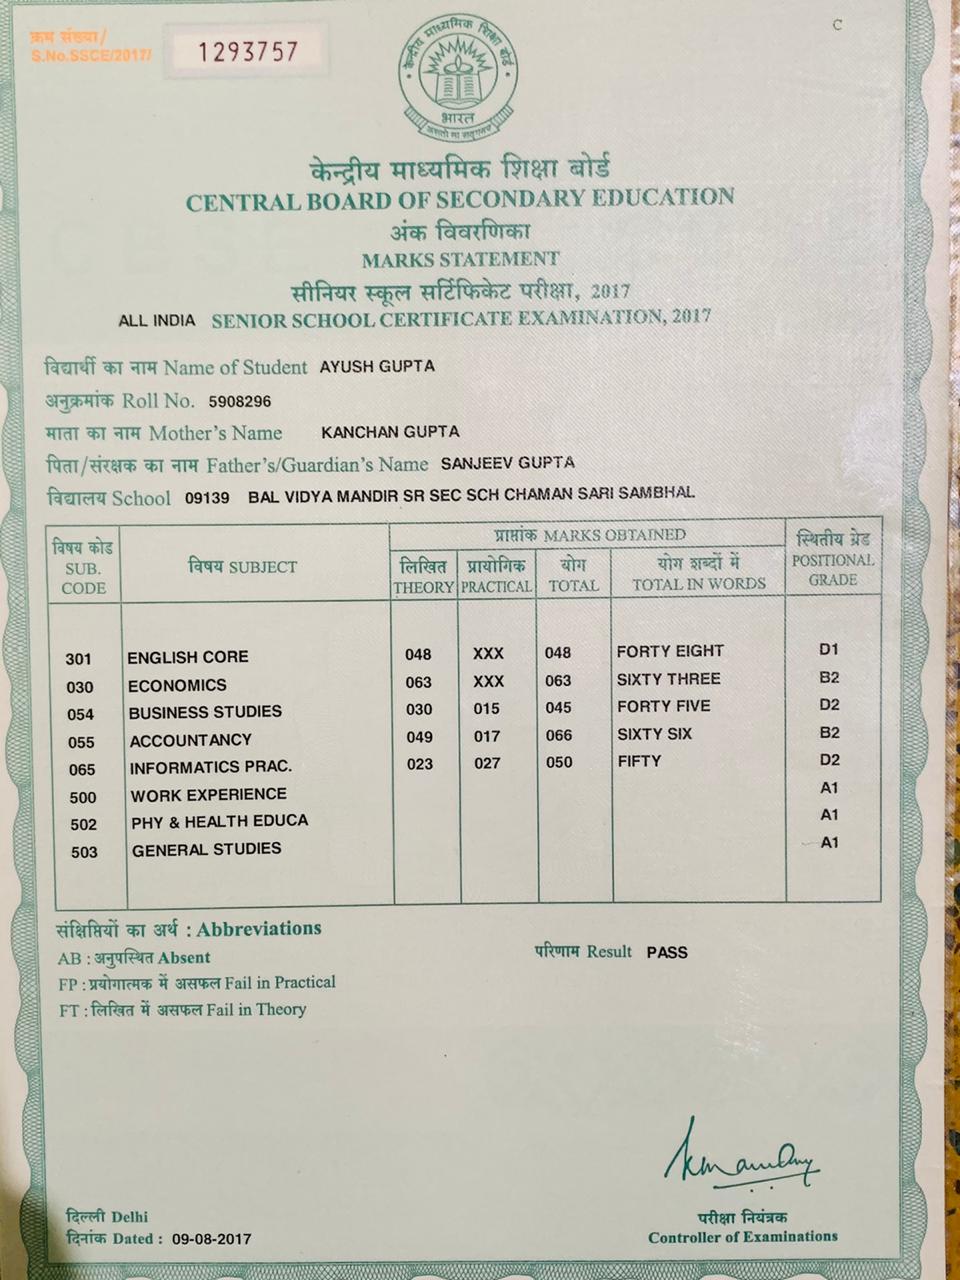 C
क्रम संख्या/
S.No.SSCE/2017/ 1293757
केन्द्रीय माध्यमिक शिक्षा बोर्ड
भारत
असतो मा सद्गमय
केन्द्रीय माध्यमिक शिक्षा बोर्ड
CENTRAL BOARD OF SECONDARY EDUCATION
अंक विवरणिका
MARKS STATEMENT
सीनियर स्कूल सर्टिफिकेट परीक्षा, 2017
ALL INDIA SENIOR SCHOOL CERTIFICATE EXAMINATION, 2017
विद्यार्थी का नाम Name of Student AYUSH GUPTA
अनुक्रमांक Roll No. 5908296
माता का नाम Mother's Name KANCHAN GUPTA
पिता/संरक्षक का नाम Father's/Guardian's Name SANJEEV GUPTA
विद्यालय School 09139 BAL VIDYA MANDIR SR SEC SCH CHAMAN SARI SAMBHAL
विषय कोड SUB. CODE
विषय SUBJECT
प्राप्तांक MARKS OBTAINED
लिखित THEORY
प्रायोगिक PRACTICAL
योग TOTAL
योग शब्दों में TOTAL IN WORDS
स्थितीय ग्रेड POSITIONAL GRADE
301 ENGLISH CORE 048 XXX 048 FORTY EIGHT D1
030 ECONOMICS 063 XXX 063 SIXTY THREE B2
054 BUSINESS STUDIES 030 015 045 FORTY FIVE D2
055 ACCOUNTANCY 049 017 066 SIXTY SIX B2
065 INFORMATICS PRAC. 023 027 050 FIFTY D2
500 WORK EXPERIENCE A1
502 PHY & HEALTH EDUCA A1
503 GENERAL STUDIES A1
संक्षिप्तियों का अर्थ : Abbreviations
AB : अनुपस्थित Absent
परिणाम Result PASS
FP : प्रयोगात्मक में असफल Fail in Practical
FT : लिखित में असफल Fail in Theory
दिल्ली Delhi
दिनांक Dated : 09-08-2017
परीक्षा नियंत्रक
Controller of Examinations